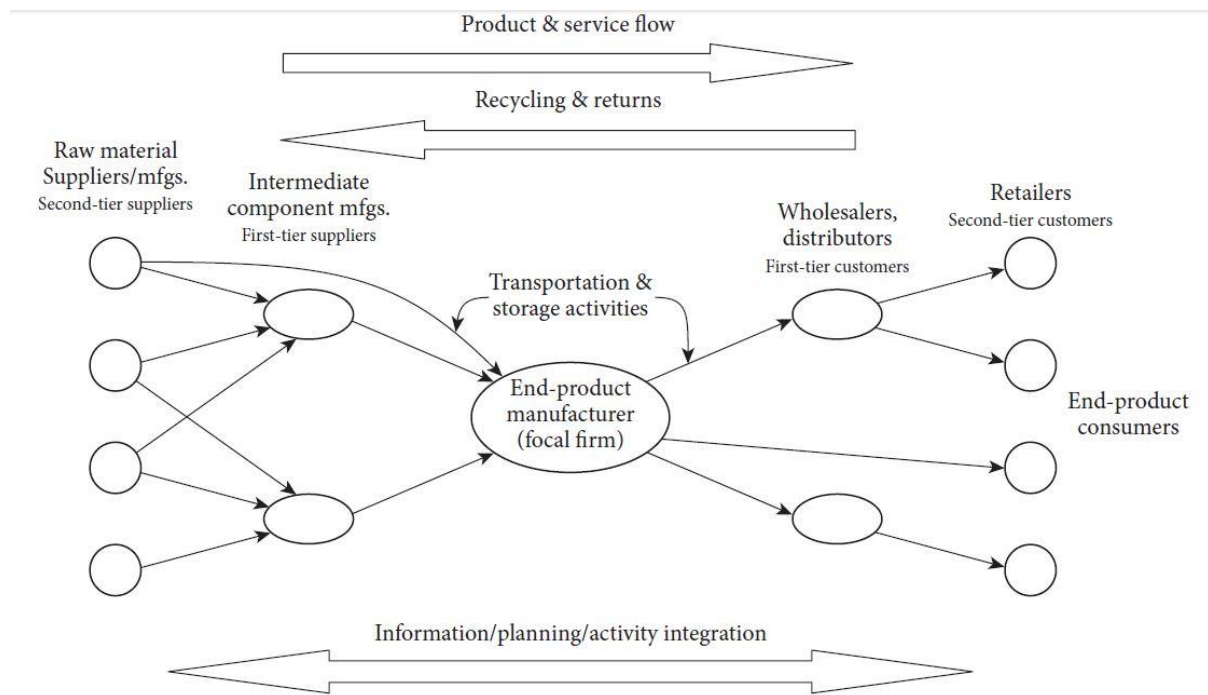 Product & service flow
Recycling & returns
Raw material
Suppliers/mfgs.
Second-tier suppliers
Intermediate
component mfgs.
First-tier suppliers
Transportation &
storage activities
End-product
manufacturer
(focal firm)
Wholesalers,
distributors
First-tier customers
Retailers
Second-tier customers
End-product
consumers
Information/planning/activity integration